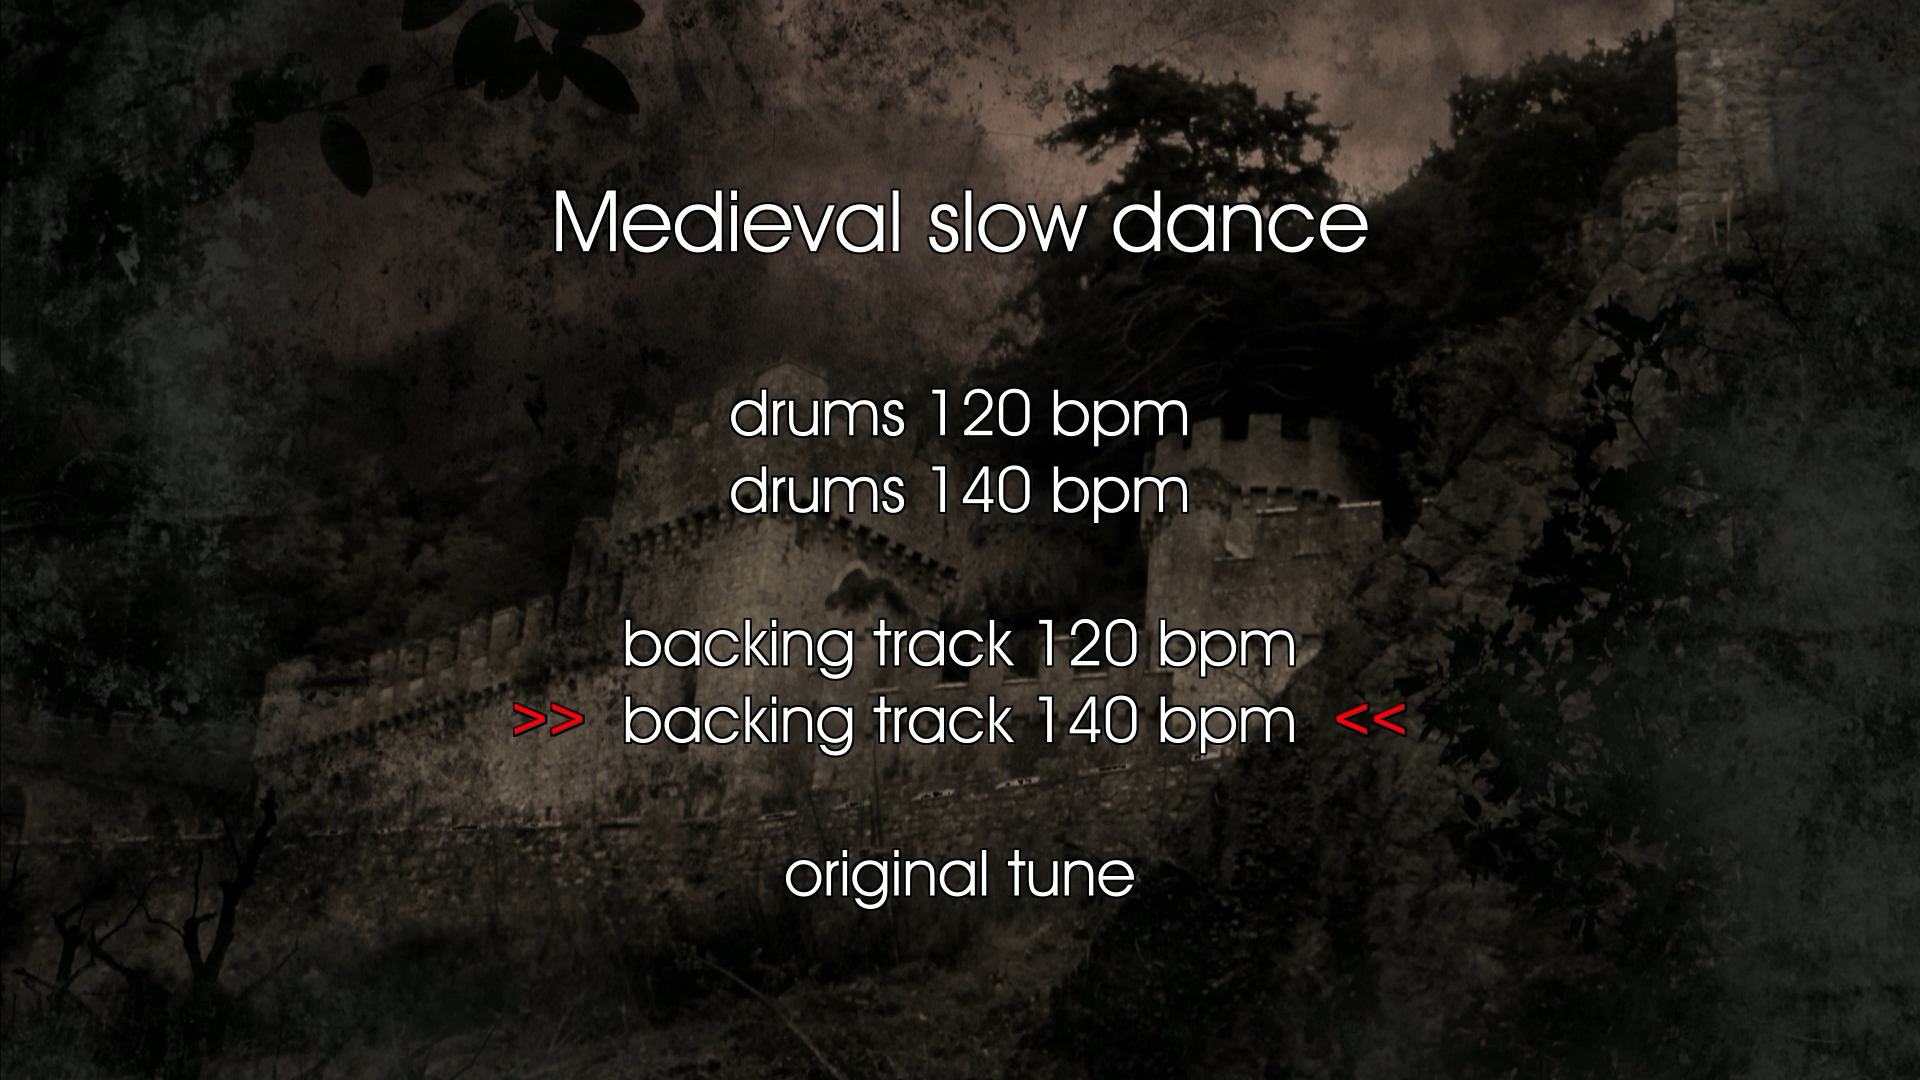 Medieval slow dance
drums 120 bpm
drums 140 bpm
backing track 120 bpm
>> backing track 140 bpm <<
original tune